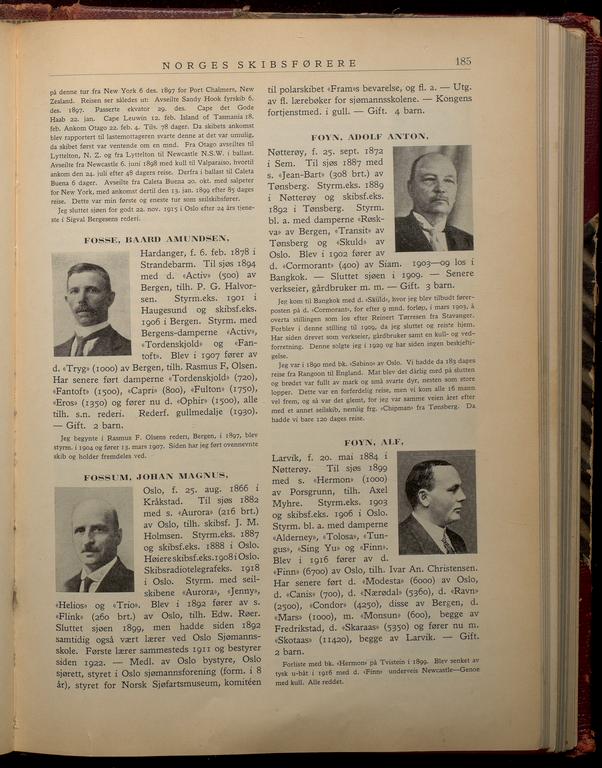 NORGES SKIBSFØRERE 185
på denne tur fra New York 6 des. 1897 for Port Chalmers, New
Zealand. Reisen ser således ut: Avseilte Sandy Hook fyrskib 6.
des. 1897. Passerte ekvator 29. des. Cape det Gode
Haab 22. jan. Cape Leuwin 12. feb. Island of Tasmania 18.
feb. Ankom Otago 22. feb. 4. Tils. 78 dager. Da skibets ankomst
blev rapportert til lastemottageren svarte denne at det var umulig,
da skibet først var ventende om en mnd. Fra Otago avseiltes til
Lyttelton, N. Z. og fra Lyttelton til Newcastle N.S.W. i ballast.
Avseilte fra Newcastle 6. juni 1898 med kull til Valparaiso, hvortil
ankom den 24. juli efter 48 dagers reise. Derfra i ballast til Caleta
Buena 6 dager. Avseilte fra Caleta Buena 20. okt. med salpeter
for New York, med ankomst dertil den 13. jan. 1899 efter 85 dages
reise. Dette var min første og eneste tur som seilskibsfører.
Jeg sluttet sjøen for godt 22. nov. 1915 i Oslo efter 24 års tjene-
ste i Sigval Bergesens rederi.
FOSSE, BAARD AMUNDSEN,
Hardanger, f. 6. feb. 1878 i
Strandebarm. Til sjøs 1894
med d. «Activ» (500) av
Bergen, tilh. P. G. Halvor-
sen. Styrm.eks. 1901 i
Haugesund og skibsf.eks.
1906 i Bergen. Styrm. med
Bergens-damperne «Activ»,
«Tordenskjold» og «Fan-
toft». Blev i 1907 fører av
d. «Tryg» (1000) av Bergen, tilh. Rasmus F. Olsen.
Har senere ført damperne «Tordenskjold» (720),
«Fantoft» (1500), «Capri» (800), «Fulton» (1750),
«Eros» (1350) og fører nu d. «Ophir» (1500), alle
tilh. s.n. rederi. Rederf. gullmedalje (1930).
— Gift. 2 barn.
Jeg begynte i Rasmus F. Olsens rederi, Bergen, i 1897, blev
styrm. i 1904 og fører 13. mars 1907. Siden har jeg ført ovennevnte
skib og holder fremdeles ved.
FOSSUM, JOHAN MAGNUS,
Oslo, f. 25. aug. 1866 i
Kråkstad. Til sjøs 1882
med s. «Aurora» (216 brt.)
av Oslo, tilh. skibsf. J. M.
Holmsen. Styrm.eks. 1887
og skibsf.eks. 1888 i Oslo.
Høiere skibsf.eks. 1908 i Oslo.
Skibsradiotelegrafeks. 1918
i Oslo. Styrm. med seil-
skibene «Aurora», «Jenny»,
«Helios» og «Trio». Blev i 1892 fører av s.
«Flink» (260 brt.) av Oslo, tilh. Edw. Røer.
Sluttet sjøen 1899, men hadde siden 1892
samtidig også vært lærer ved Oslo Sjømanns-
skole. Første lærer sammesteds 1911 og bestyrer
siden 1922. — Medl. av Oslo bystyre, Oslo
sjørett, styret i Oslo sjømannsforening (form. i 8
år), styret for Norsk Sjøfartsmuseum, komitéen
til polarskibet «Fram»s bevarelse, og fl. a. — Utg.
av fl. lærebøker for sjømannsskolene. — Kongens
fortjenstmed. i gull. — Gift. 4 barn.
FOYN, ADOLF ANTON,
Nøtterøy, f. 25. sept. 1872
i Sem. Til sjøs 1887 med
s. «Jean-Bart» (308 brt.) av
Tønsberg. Styrm.eks. 1889
i Nøtterøy og skibsf.eks.
1892 i Tønsberg. Styrm.
bl. a. med damperne «Røsk-
va» av Bergen, «Transit» av
Tønsberg og «Skuld» av
Oslo. Blev i 1902 fører av
d. «Cormorant» (400) av Siam. 1903—09 los i
Bangkok. — Sluttet sjøen i 1909. — Senere
verkseier, gårdbruker m. m. — Gift. 3 barn.
Jeg kom til Bangkok med d. «Skuld», hvor jeg blev tilbudt fører-
posten på d. «Cormorant», for efter 9 mnd. forløp, i mars 1903, å
overta stillingen som los efter Reinert Tørresen fra Stavanger.
Forblev i denne stilling til 1909, da jeg sluttet og reiste hjem.
Har siden drevet som verkseier, gårdbruker samt en kull- og ved-
forretning. Denne solgte jeg i 1929 og har siden ingen beskjefti-
gelse.
Jeg var i 1890 med bk. «Sabino» av Oslo. Vi hadde da 183 dages
reise fra Rangoon til England. Mat blev det dårlig med på slutten
og brødet var fullt av mark og små svarte dyr, nesten som store
lopper. Dette var en forferdelig reise, men vi kom alle 16 mann
vel frem, og så var det glemt, for jeg var samme veien året efter
med et annet seilskib, nemlig frg. «Chipman» fra Tønsberg. Da
hadde vi bare 120 dages reise.
FOYN, ALF,
Larvik, f. 20. mai 1884 i
Nøtterøy. Til sjøs 1899
med s. «Hermon» (1000)
av Porsgrunn, tilh. Axel
Myhre. Styrm.eks. 1903
og skibsf.eks. 1906 i Oslo.
Styrm. bl. a. med damperne
«Alderney», «Tolosa», «Tun-
gus», «Sing Yu» og «Finn».
Blev i 1916 fører av d.
«Finn» (6700) av Oslo, tilh. Ivar An. Christensen.
Har senere ført d. «Modesta» (6000) av Oslo,
d. «Canis» (700), d. «Nærødal» (5360), d. «Ravn»
(2500), «Condor» (4250), disse av Bergen, d.
«Mars» (1000), m. «Monsun» (600), begge av
Fredrikstad, d. «Skaraas» (5350) og fører nu m.
«Skotaas» (11420), begge av Larvik. — Gift.
2 barn.
Forliste med bk. «Hermon» på Tvistein i 1899. Blev senket av
tysk u-båt i 1916 med d. «Finn» underveis Newcastle—Genoe
med kull. Alle reddet.